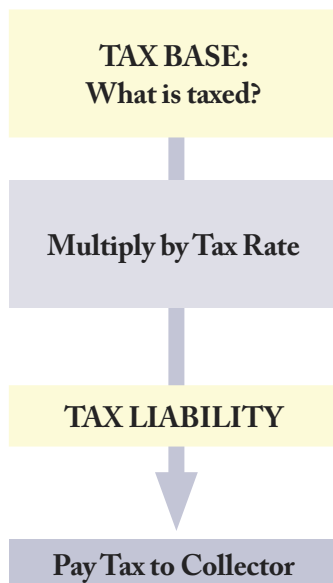 TAX BASE:
What is taxed?
Multiply by Tax Rate
TAX LIABILITY
Pay Tax to Collector